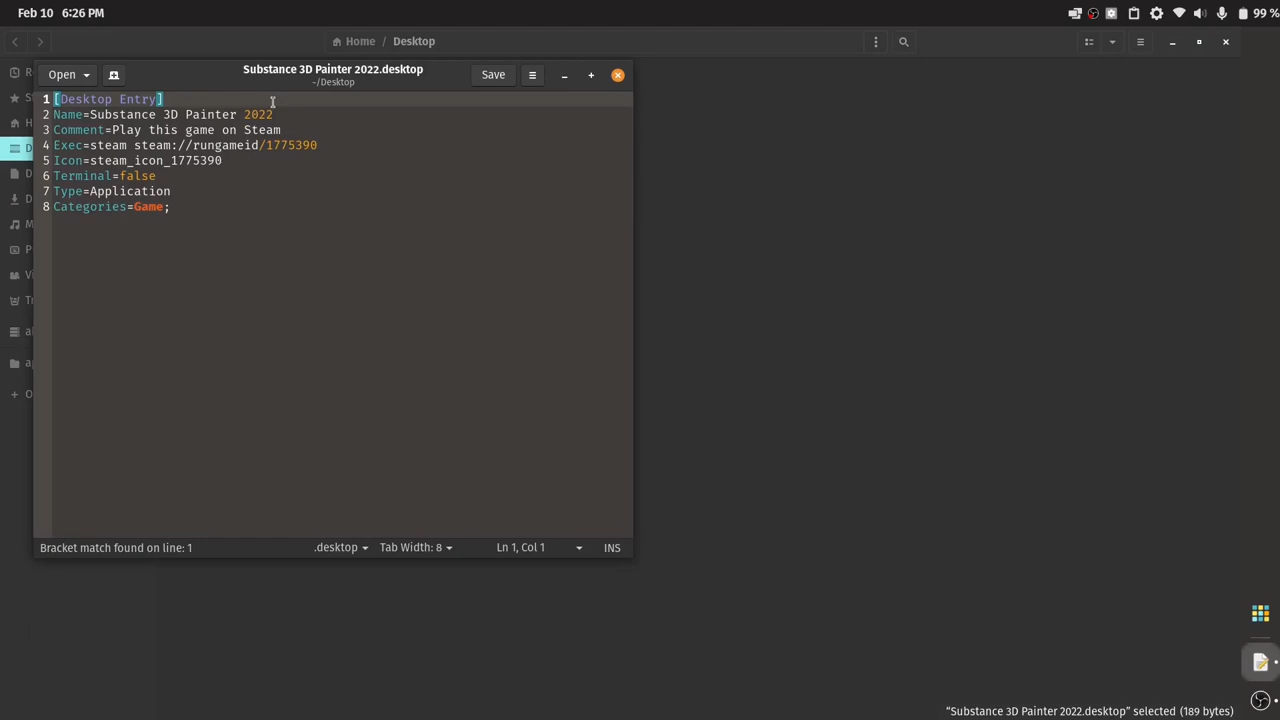 Feb 10 6:26 PM
99 %
Home / Desktop
Open
Substance 3D Painter 2022.desktop
~/Desktop
Save
1 [Desktop Entry]
2 Name=Substance 3D Painter 2022
3 Comment=Play this game on Steam
4 Exec=steam steam://rungameid/1775390
5 Icon=steam_icon_1775390
6 Terminal=false
7 Type=Application
8 Categories=Game;
Bracket match found on line: 1
.desktop
Tab Width: 8
Ln 1, Col 1
INS
“Substance 3D Painter 2022.desktop” selected (189 bytes)